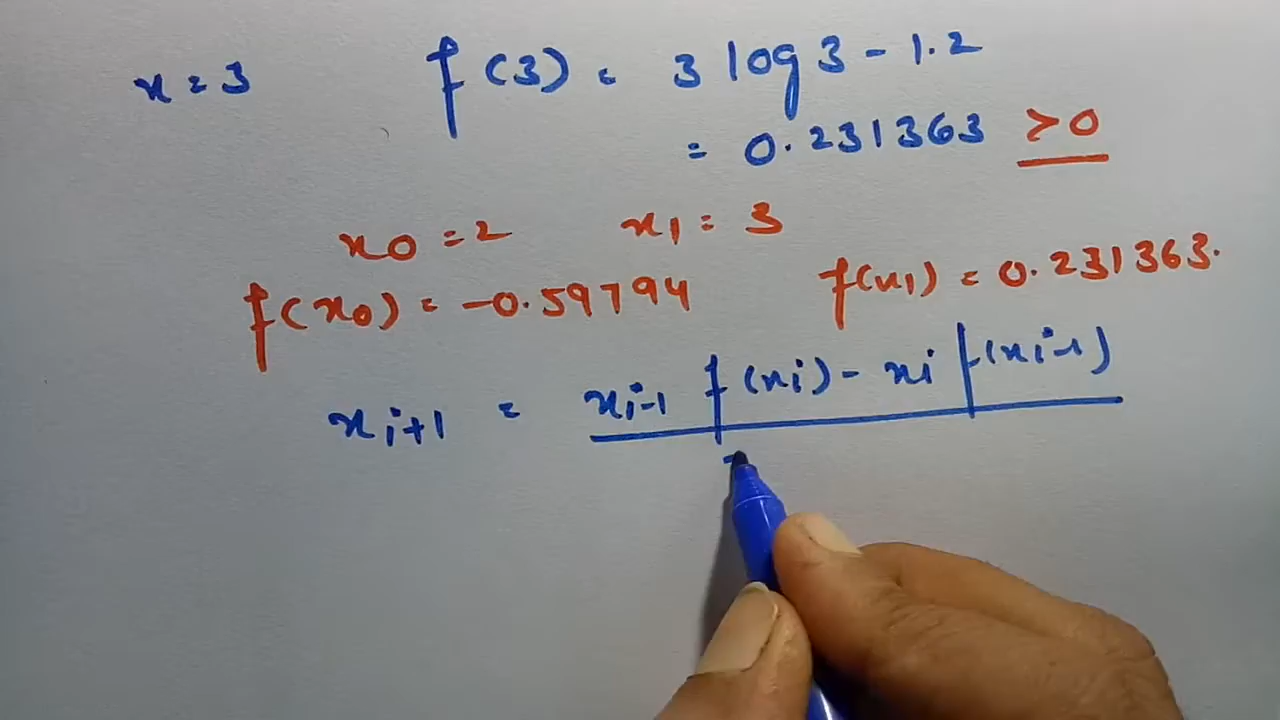 x = 3 f(3) = 3 log 3 - 1.2
= 0.231363 > 0
x0 = 2 x1 = 3
f(x0) = -0.59794 f(x1) = 0.231363.
xi+1 = xi-1 f(xi) - xi f(xi-1)